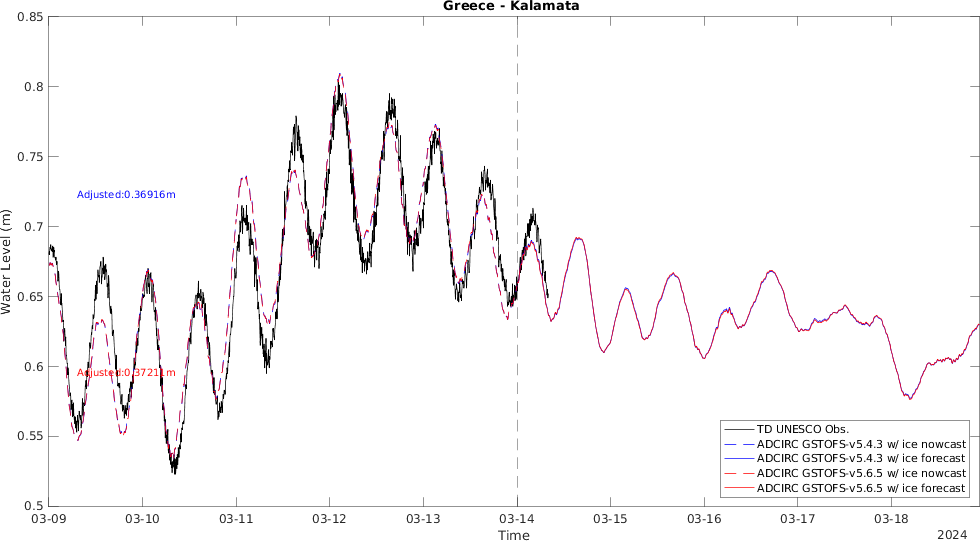 Greece - Kalamata
0.85
0.8
0.75
0.7
0.65
0.6
0.55
0.5
Water Level (m)
Adjusted:0.36916m
Adjusted:0.37211m
TD UNESCO Obs.
ADCIRC GSTOFS-v5.4.3 w/ ice nowcast
ADCIRC GSTOFS-v5.4.3 w/ ice forecast
ADCIRC GSTOFS-v5.6.5 w/ ice nowcast
ADCIRC GSTOFS-v5.6.5 w/ ice forecast
03-09 03-10 03-11 03-12 03-13 03-14 03-15 03-16 03-17 03-18
Time
2024